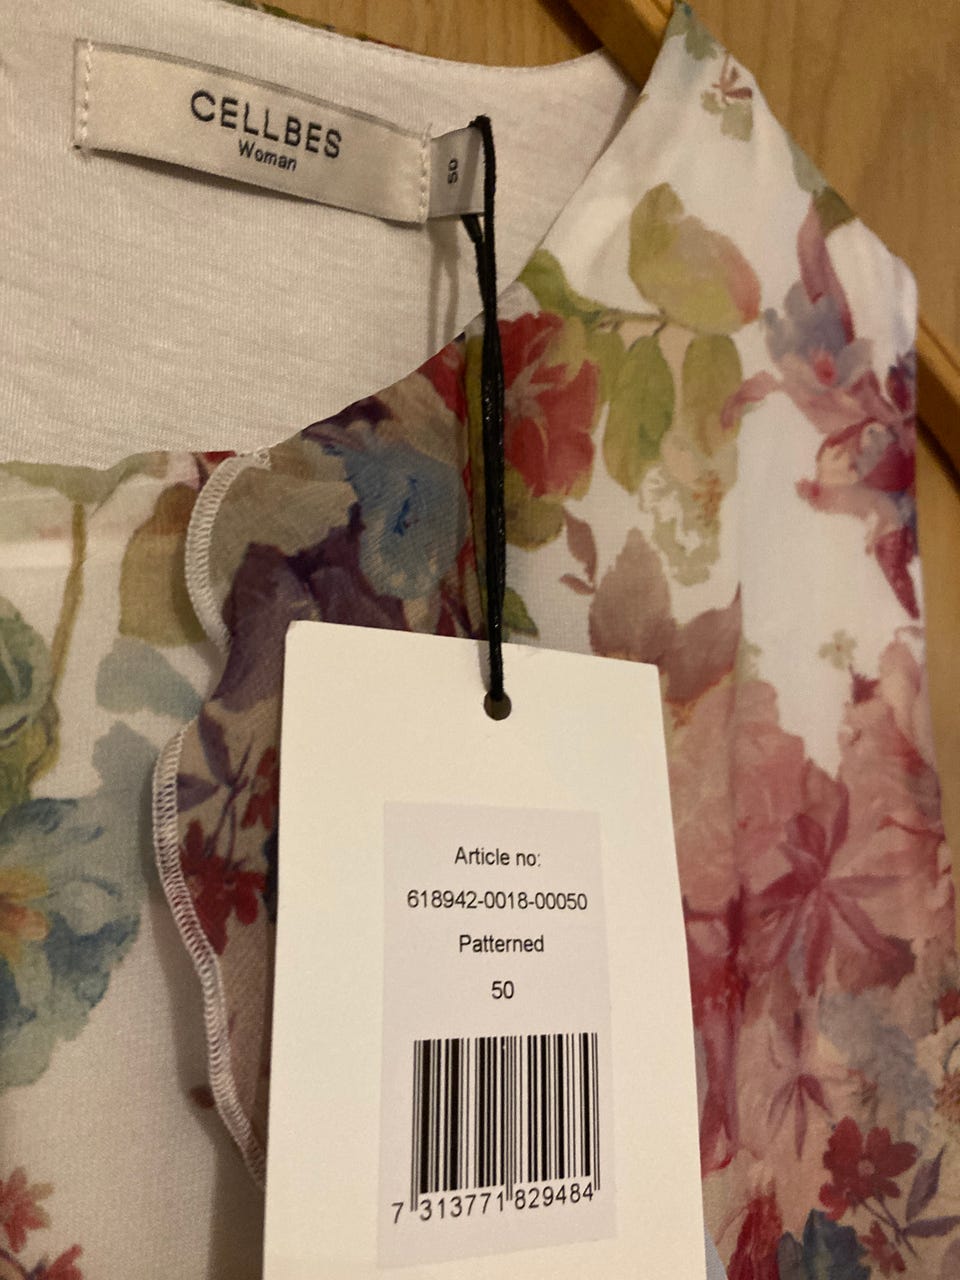 CELLBES
Woman
50
Article no:
618942-0018-00050
Patterned
50
7 313771 829484